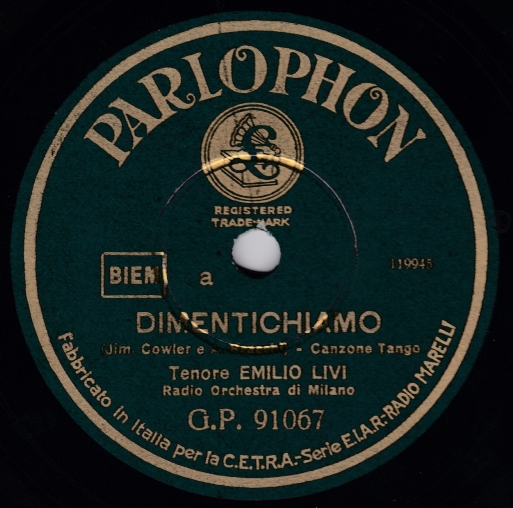 PARLOPHON
REGISTERED
TRADE-MARK
BIEM a 119945
DIMENTICHIAMO
(Jim. Cowler e - Canzone Tango
Tenore EMILIO LIVI
Radio Orchestra di Milano
G.P. 91067
Fabbricato in Italia per la C.E.T.R.A.-Serie E.I.A.R-RADIO MARELLI